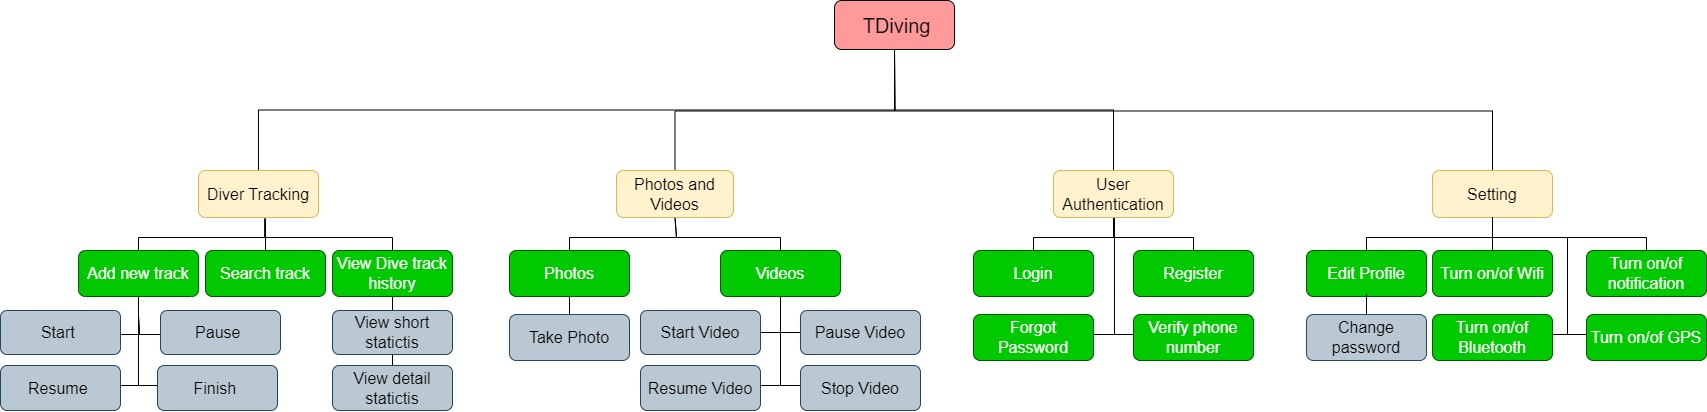 TDiving
Diver Tracking
Photos and
Videos
User
Authentication
Setting
Add new track
Search track
View Dive track
history
Photos
Videos
Login
Register
Edit Profile
Turn on/of Wifi
Turn on/of
notification
Start
Pause
View short
statictis
Take Photo
Start Video
Pause Video
Forgot
Password
Verify phone
number
Change
password
Turn on/of
Bluetooth
Turn on/of GPS
Resume
Finish
View detail
statictis
Resume Video
Stop Video